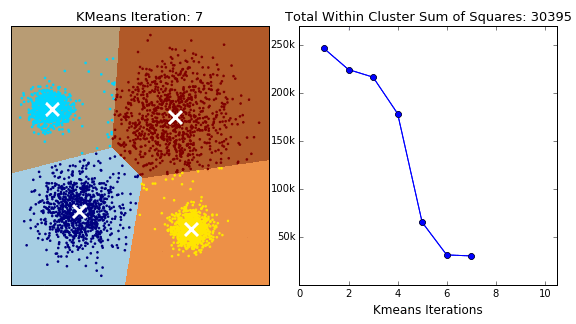 KMeans Iteration: 7
Total Within Cluster Sum of Squares: 30395
250k
200k
150k
100k
50k
0 2 4 6 8 10
Kmeans Iterations